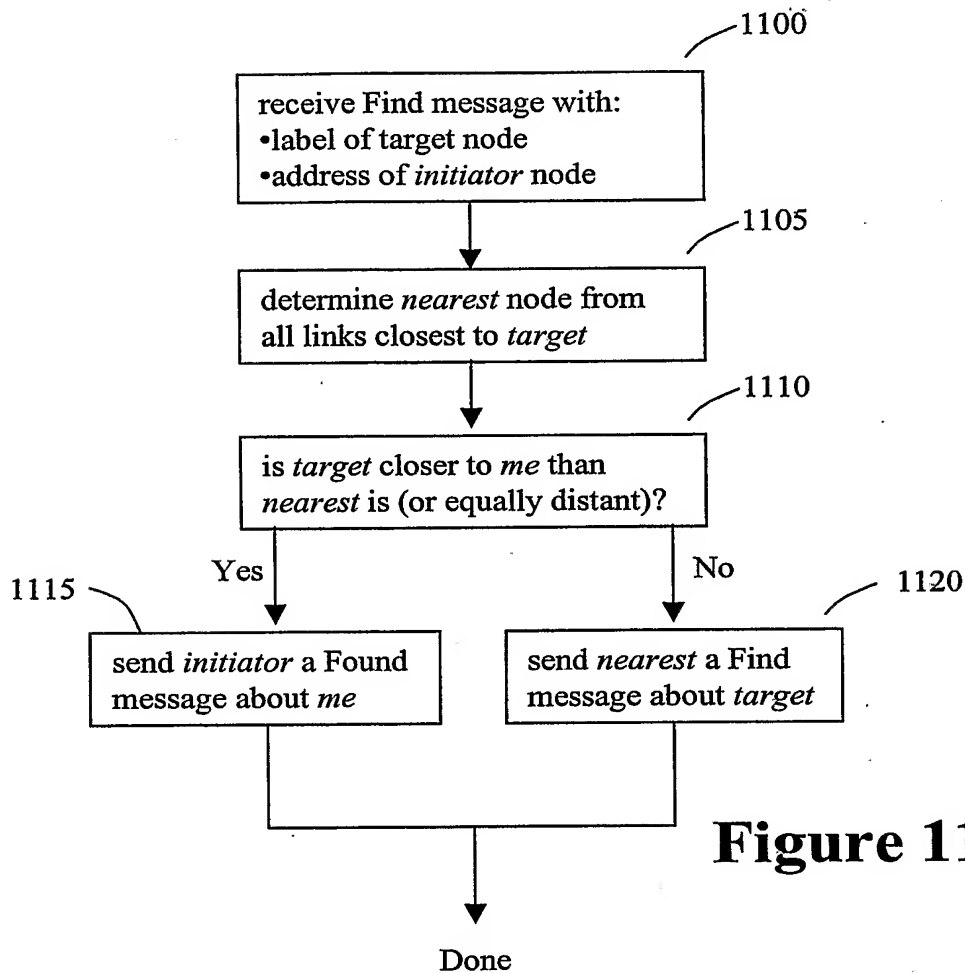 1100
receive Find message with:
•label of target node
•address of initiator node
1105
determine nearest node from
all links closest to target
1110
is target closer to me than
nearest is (or equally distant)?
Yes
No
1115
1120
send initiator a Found
message about me
send nearest a Find
message about target
Figure 11
Done